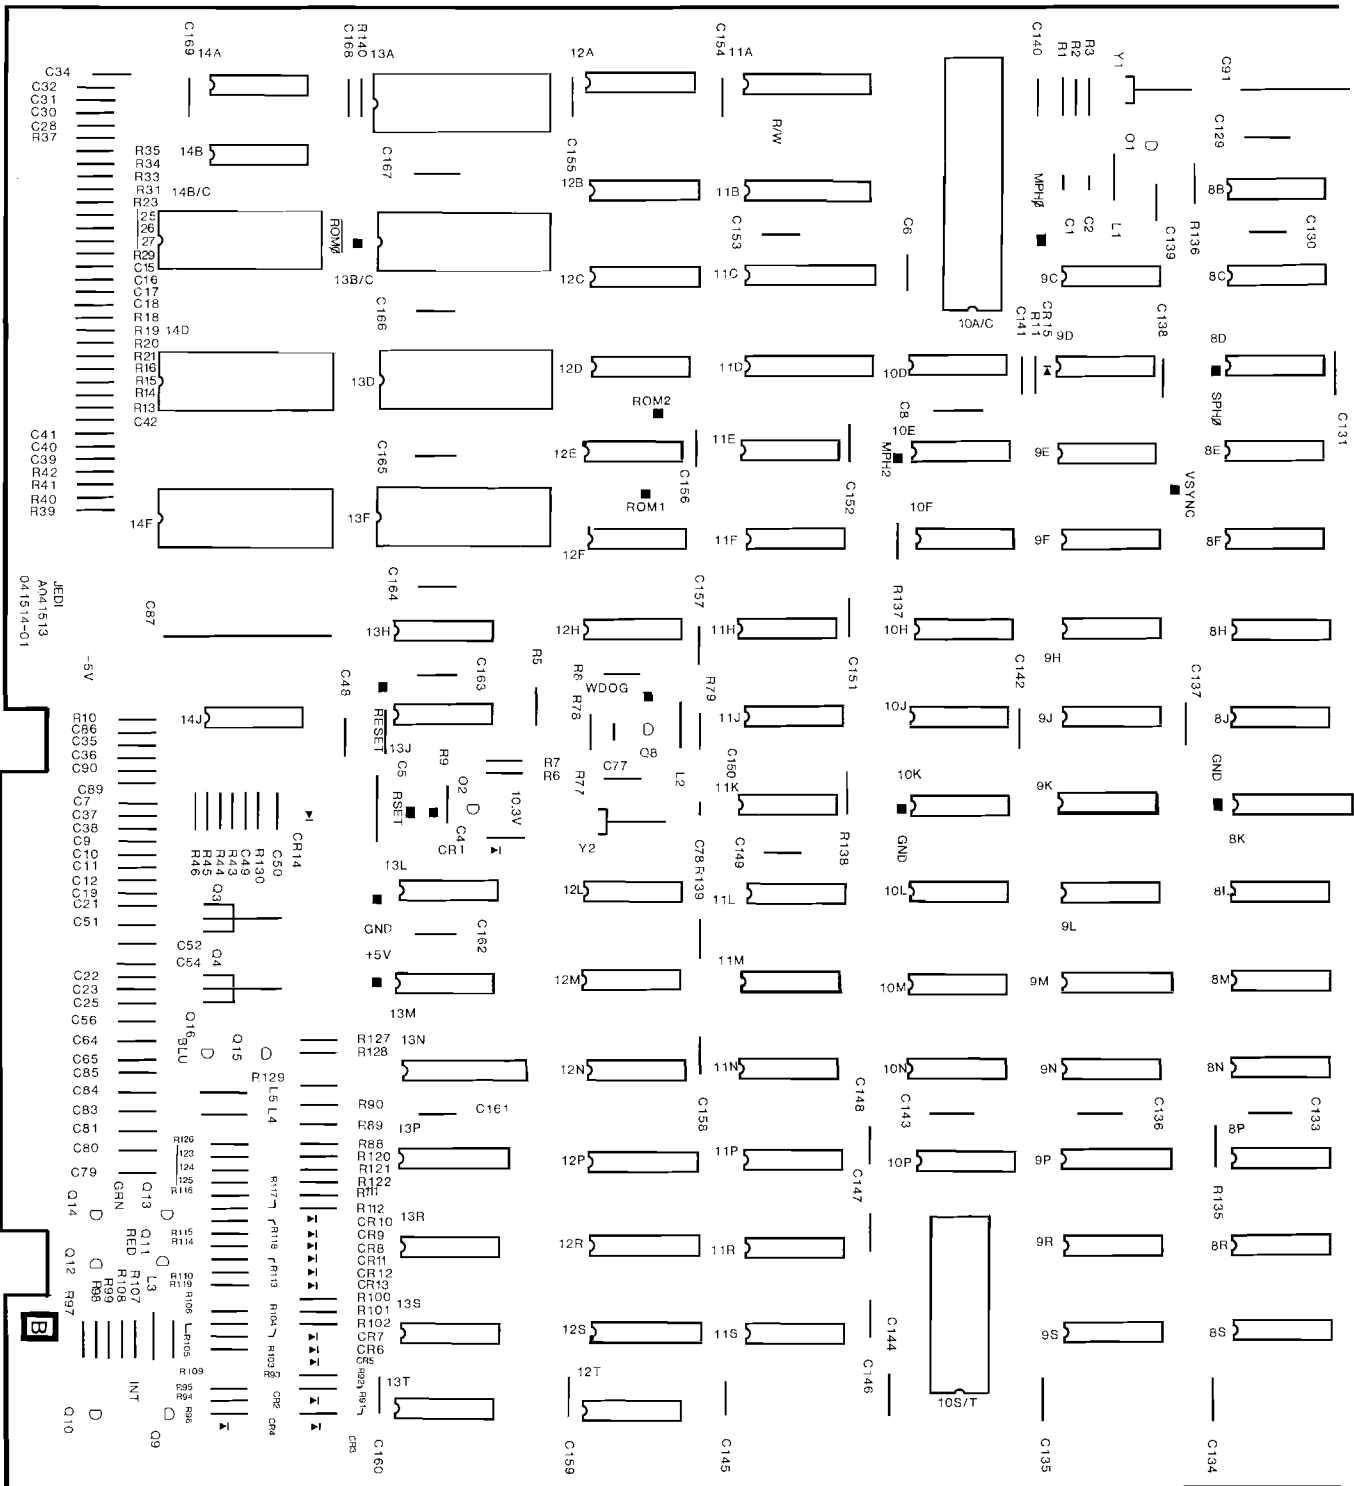 C169
14A
C168
R140
13A
12A
C154
11A
C140
R1
R2
R3
Y1
C91
C34
C32
C31
C30
C28
R37
R/W
C129
Q1
R35
R34
R33
R31
R23
25
26
27
R29
C15
C16
C17
C18
R18
R19
R20
R21
R16
R15
R14
R13
C42
14B
14B/C
C167
C155
12B
11B
MPHØ
8B
ROMØ
C153
C6
C1
C2
L1
C139
R136
C130
13B/C
12C
11C
9C
8C
C166
10A/C
C141
R11
CR15
9D
C138
8D
14D
13D
12D
11D
10D
ROM2
C8
SPHØ
C131
C41
C40
C39
R42
R41
R40
R39
C165
12E
11E
10E
MPH2
9E
8E
C156
C152
VSYNC
14F
13F
ROM1
12F
11F
10F
9F
8F
JEDI
A041513
041514-01
C87
C164
C157
R137
13H
12H
11H
10H
9H
8H
-5V
C48
C163
R5
R8
WDOG
R79
C151
C142
C137
R10
C86
C35
C36
C90
C89
C7
C37
C38
C9
C10
C11
C12
C19
C21
C51
14J
RESET
13J
R78
Q8
11J
10J
9J
8J
C5
R9
R7
R6
R77
C77
L2
C150
11K
10K
9K
GND
RSET
Q2
10.3V
C4
CR1
Y2
C78
R139
C149
R138
GND
8K
CR14
R46
R45
R44
R43
C49
R130
C50
13L
12L
11L
10L
9L
8L
Q3
GND
C162
C52
C54
Q4
+5V
C22
C23
C25
C56
C64
C65
C85
C84
C83
C81
C80
C79
13M
12M
11M
10M
9M
8M
Q16
BLU
Q15
R127
R128
13N
12N
11N
10N
9N
8N
R129
L5
L4
R90
R89
R88
R120
R121
R122
R111
R112
CR10
CR9
CR8
CR11
CR12
CR13
R100
R101
R102
CR7
CR6
CR5
C161
C158
C148
C143
C136
C133
13P
12P
11P
10P
9P
8P
R126
123
124
125
R116
R117
R115
R114
R118
R110
R119
R113
R106
R104
R105
R103
Q14
GRN
Q13
C147
R135
13R
12R
11R
9R
8R
Q12
Q11
RED
R97
R98
R99
R108
R107
L3
B
13S
12S
11S
9S
8S
C144
C146
R109
R93
R92
R91
R95
R94
R96
CR2
CR4
CR3
INT
Q10
Q9
13T
12T
10S/T
C160
C159
C145
C135
C134